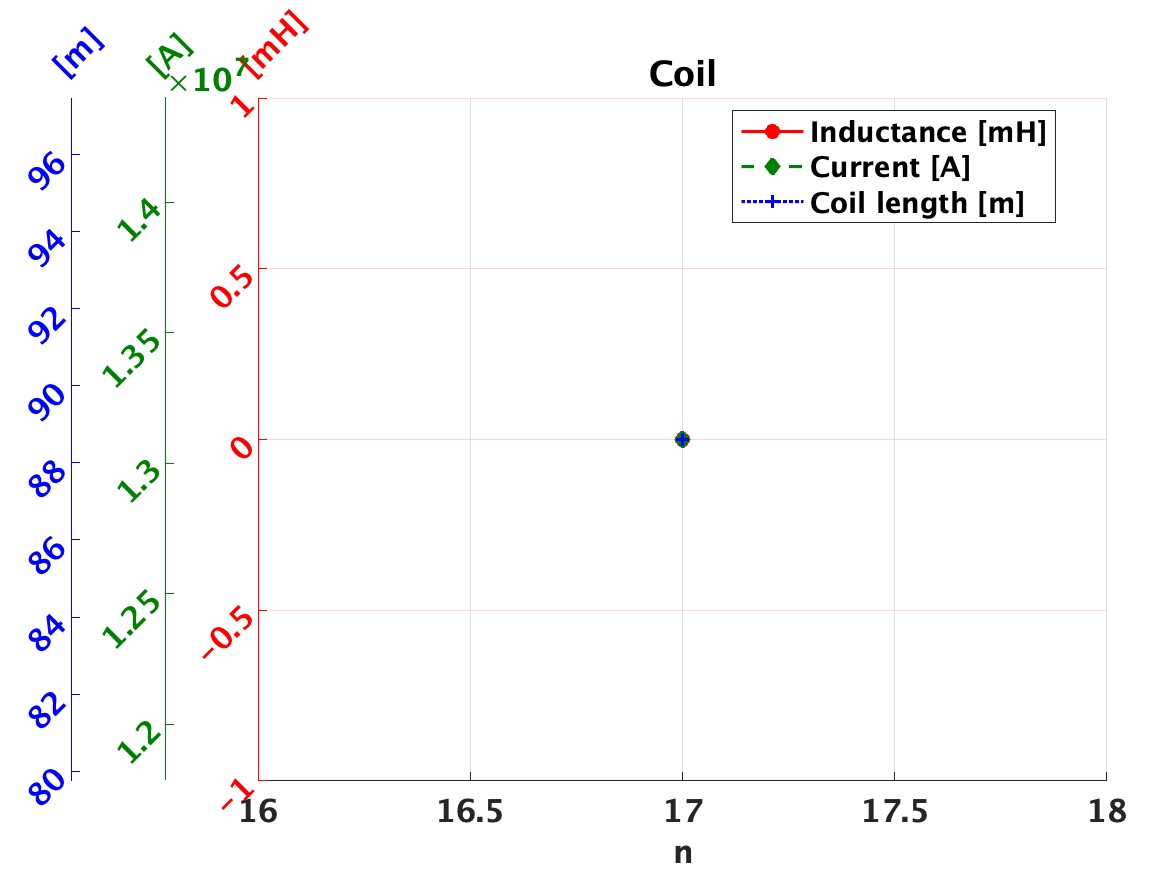 [m]
[A]
[mH]
×10⁷
Coil
Inductance [mH]
Current [A]
Coil length [m]
96
94
92
90
88
86
84
82
80
1.4
1.35
1.3
1.25
1.2
1
0.5
0
−0.5
−1
16 16.5 17 17.5 18
n